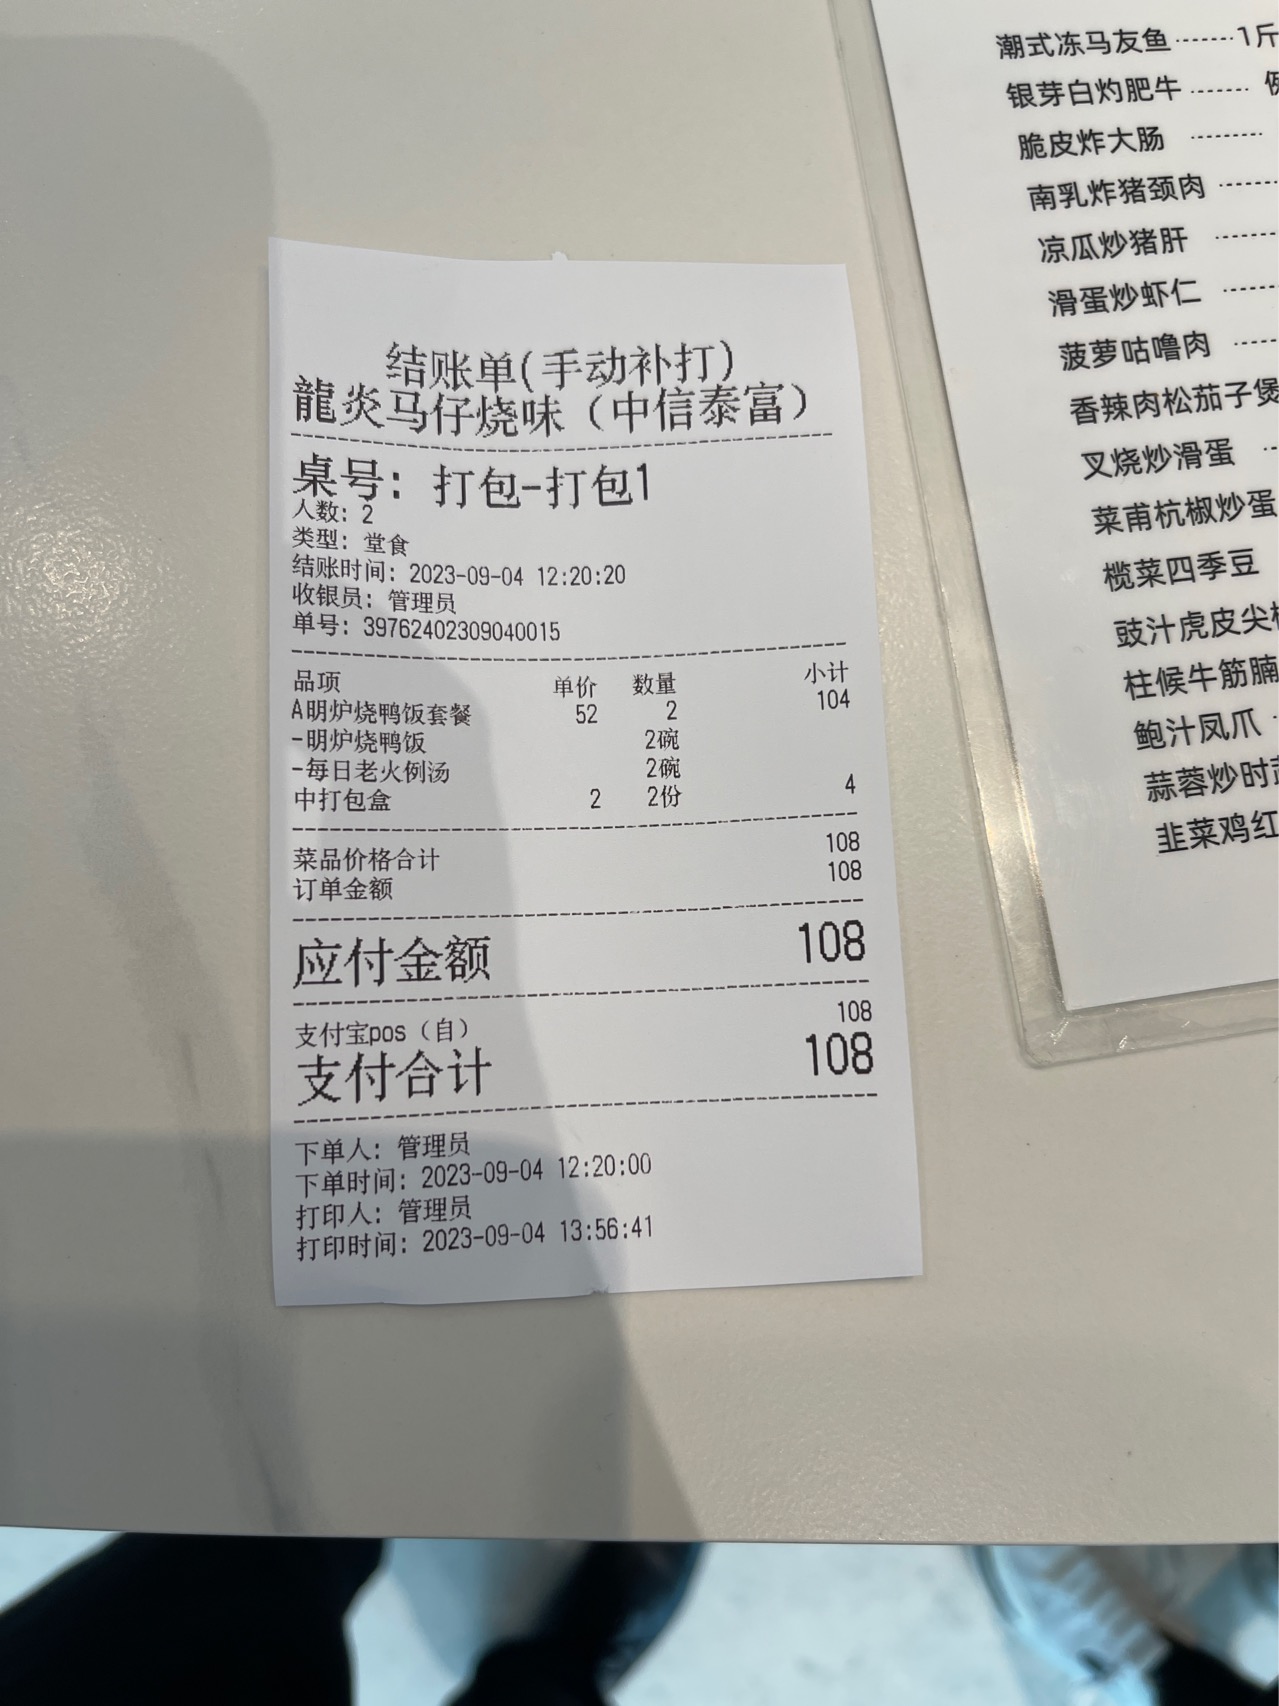 结账单(手动补打)
龍炎马仔烧味（中信泰富）
桌号: 打包-打包1
人数: 2
类型: 堂食
结账时间: 2023-09-04 12:20:20
收银员: 管理员
单号: 39762402309040015
品项 单价 数量 小计
A明炉烧鸭饭套餐 52 2 104
-明炉烧鸭饭 2碗
-每日老火例汤 2碗
中打包盒 2 2份 4
菜品价格合计 108
订单金额 108
应付金额 108
支付宝pos（自） 108
支付合计 108
下单人: 管理员
下单时间: 2023-09-04 12:20:00
打印人: 管理员
打印时间: 2023-09-04 13:56:41
潮式冻马友鱼-------1斤
银芽白灼肥牛-------
脆皮炸大肠---------
南乳炸猪颈肉-------
凉瓜炒猪肝-------
滑蛋炒虾仁------
菠萝咕噜肉-----
香辣肉松茄子煲
叉烧炒滑蛋--
菜甫杭椒炒蛋
榄菜四季豆
豉汁虎皮尖
柱候牛筋腩
鲍汁凤爪-
蒜蓉炒时
韭菜鸡红